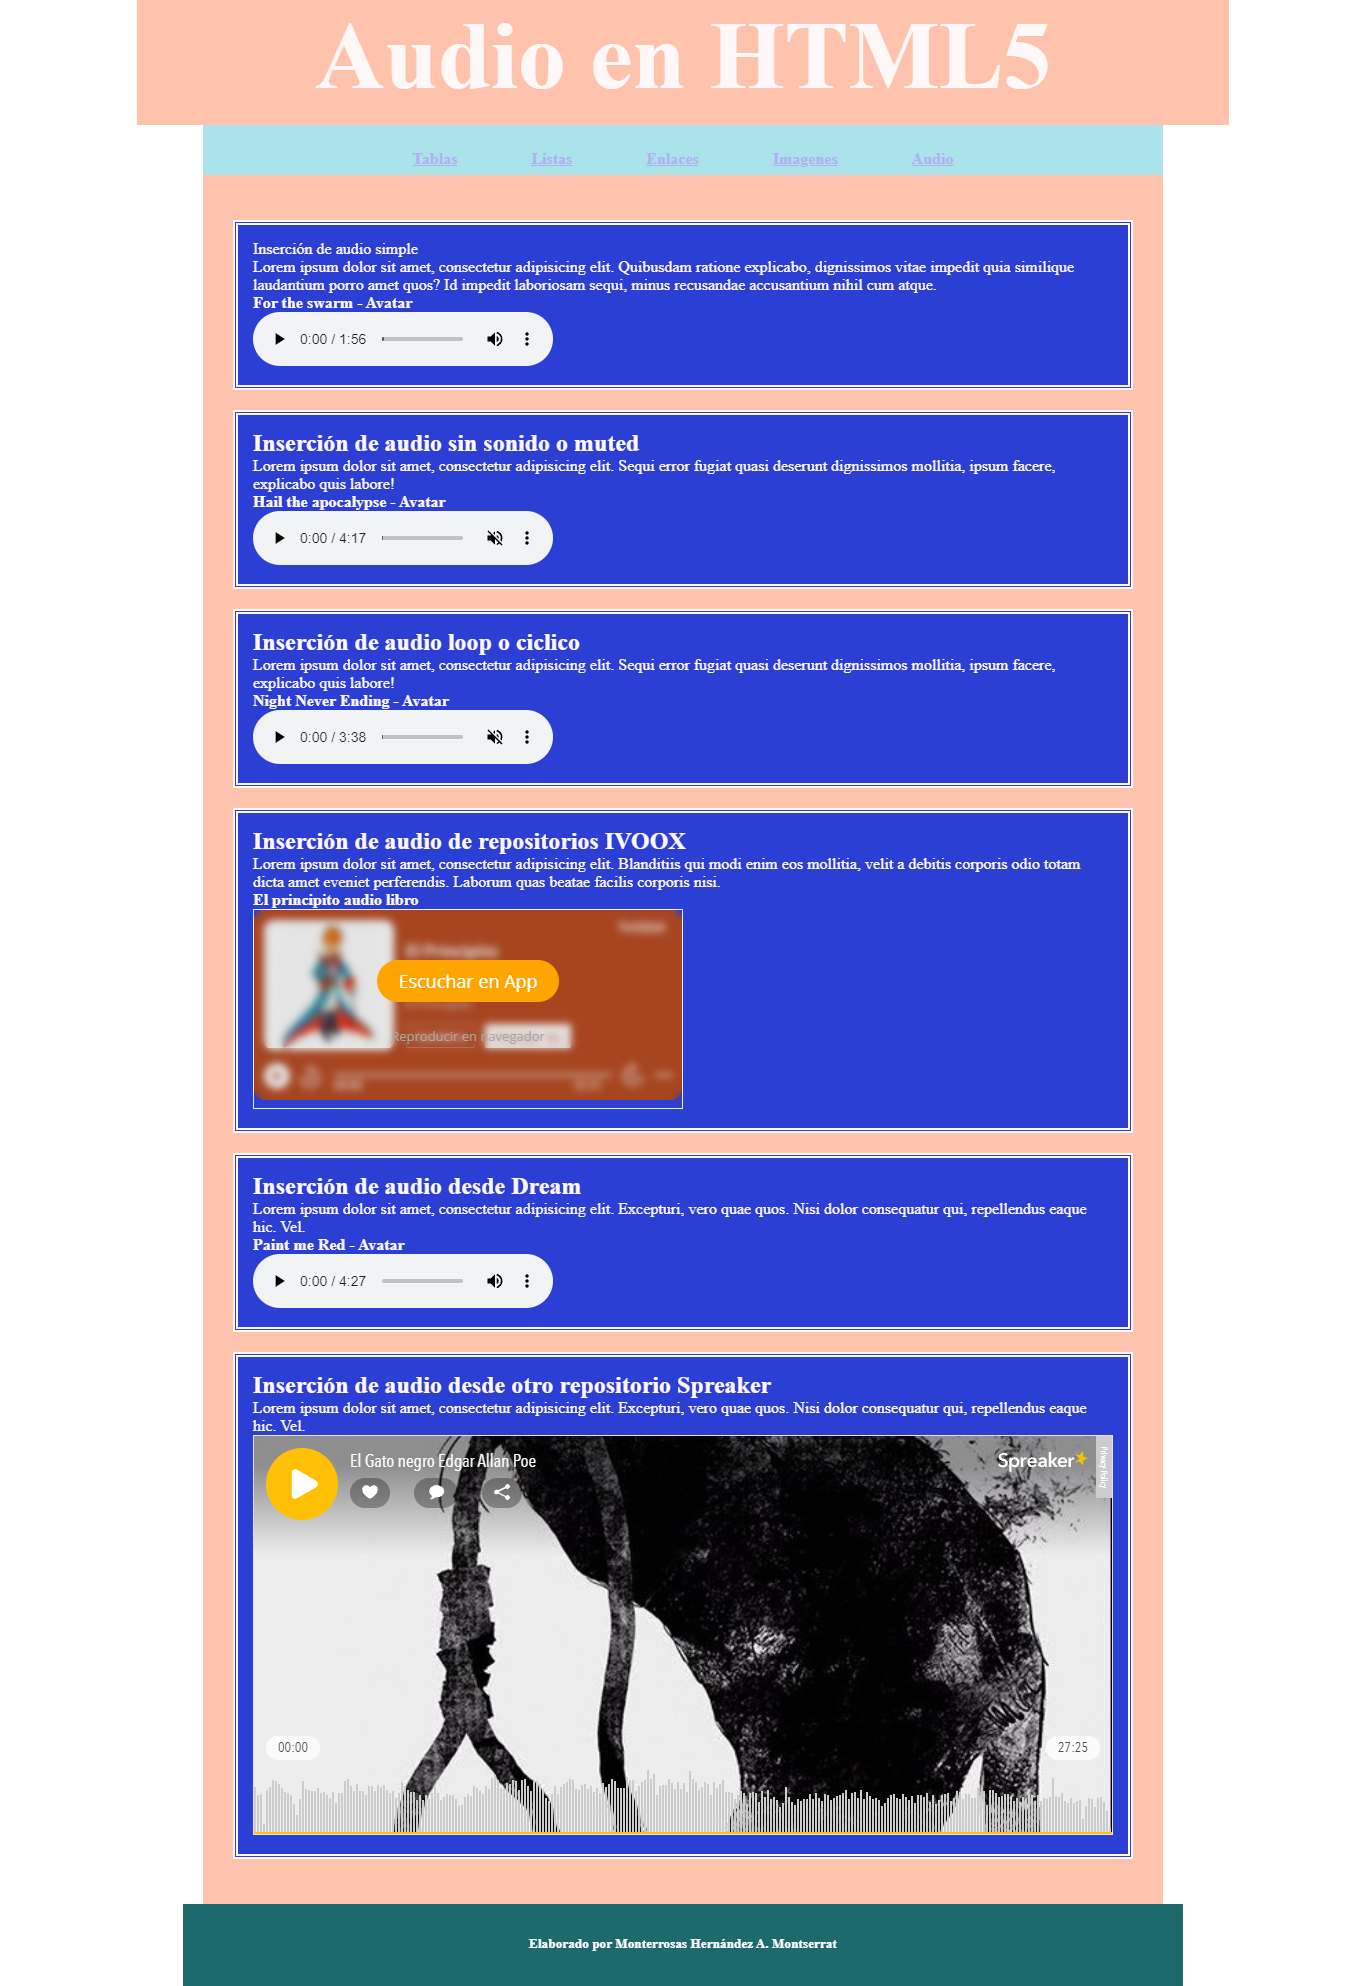 Audio en HTML5
Tablas Listas Enlaces Imagenes Audio
Inserción de audio simple
Lorem ipsum dolor sit amet, consectetur adipisicing elit. Quibusdam ratione explicabo, dignissimos vitae impedit quia similique
laudantium porro amet quos? Id impedit laboriosam sequi, minus recusandae accusantium nihil cum atque.
For the swarm - Avatar
0:00 / 1:56
Inserción de audio sin sonido o muted
Lorem ipsum dolor sit amet, consectetur adipisicing elit. Sequi error fugiat quasi deserunt dignissimos mollitia, ipsum facere,
explicabo quis labore!
Hail the apocalypse - Avatar
0:00 / 4:17
Inserción de audio loop o ciclico
Lorem ipsum dolor sit amet, consectetur adipisicing elit. Sequi error fugiat quasi deserunt dignissimos mollitia, ipsum facere,
explicabo quis labore!
Night Never Ending - Avatar
0:00 / 3:38
Inserción de audio de repositorios IVOOX
Lorem ipsum dolor sit amet, consectetur adipisicing elit. Blanditiis qui modi enim eos mollitia, velit a debitis corporis odio totam
dicta amet eveniet perferendis. Laborum quas beatae facilis corporis nisi.
El principito audio libro
El Principito
Escuchar en App
Reproducir en navegador
Inserción de audio desde Dream
Lorem ipsum dolor sit amet, consectetur adipisicing elit. Excepturi, vero quae quos. Nisi dolor consequatur qui, repellendus eaque
hic. Vel.
Paint me Red - Avatar
0:00 / 4:27
Inserción de audio desde otro repositorio Spreaker
Lorem ipsum dolor sit amet, consectetur adipisicing elit. Excepturi, vero quae quos. Nisi dolor consequatur qui, repellendus eaque
hic. Vel.
El Gato negro Edgar Allan Poe
Spreaker
Privacy Policy
00:00
27:25
Elaborado por Monterrosas Hernández A. Montserrat